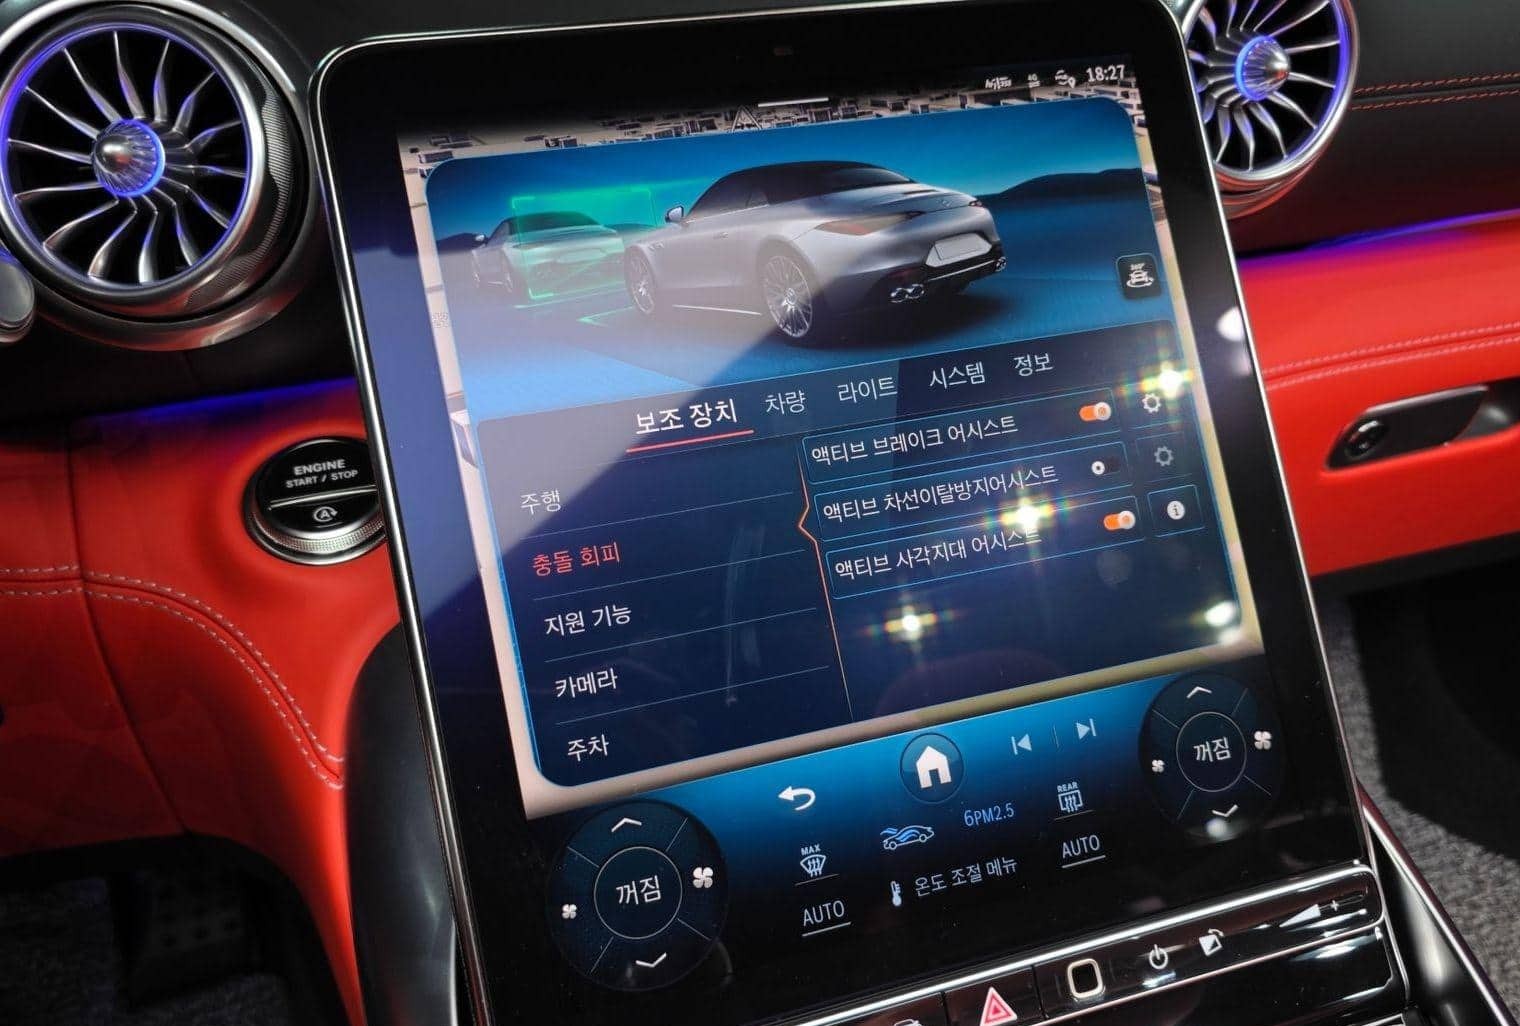 18:27
360°
보조 장치 차량 라이트 시스템 정보
주행
충돌 회피
지원 기능
카메라
주차
액티브 브레이크 어시스트
액티브 차선이탈방지어시스트
액티브 사각지대 어시스트
ENGINE
START / STOP
A
꺼짐
MAX
AUTO
6PM2.5
온도 조절 메뉴
REAR
AUTO
꺼짐